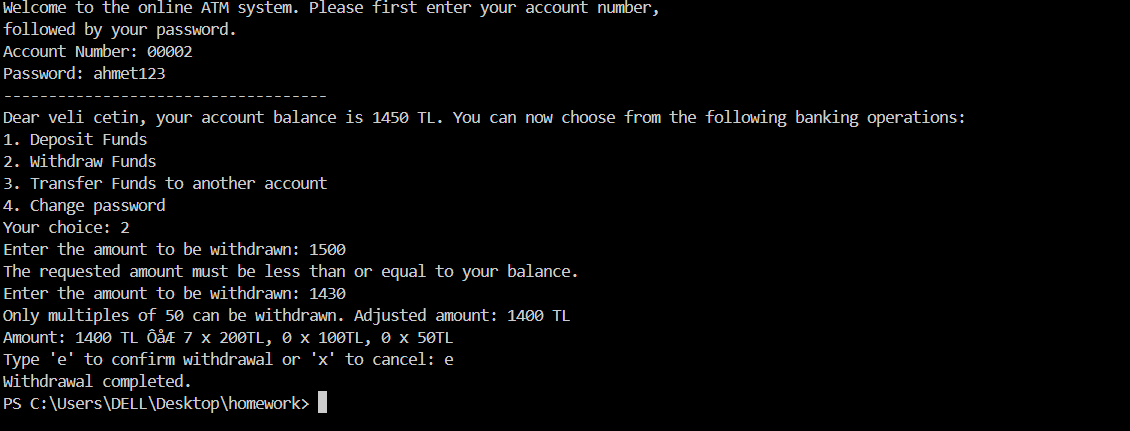 Welcome to the online ATM system. Please first enter your account number,
followed by your password.
Account Number: 00002
Password: ahmet123
------------------------------------
Dear veli cetin, your account balance is 1450 TL. You can now choose from the following banking operations:
1. Deposit Funds
2. Withdraw Funds
3. Transfer Funds to another account
4. Change password
Your choice: 2
Enter the amount to be withdrawn: 1500
The requested amount must be less than or equal to your balance.
Enter the amount to be withdrawn: 1430
Only multiples of 50 can be withdrawn. Adjusted amount: 1400 TL
Amount: 1400 TL ÔåÆ 7 x 200TL, 0 x 100TL, 0 x 50TL
Type 'e' to confirm withdrawal or 'x' to cancel: e
Withdrawal completed.
PS C:\Users\DELL\Desktop\homework>